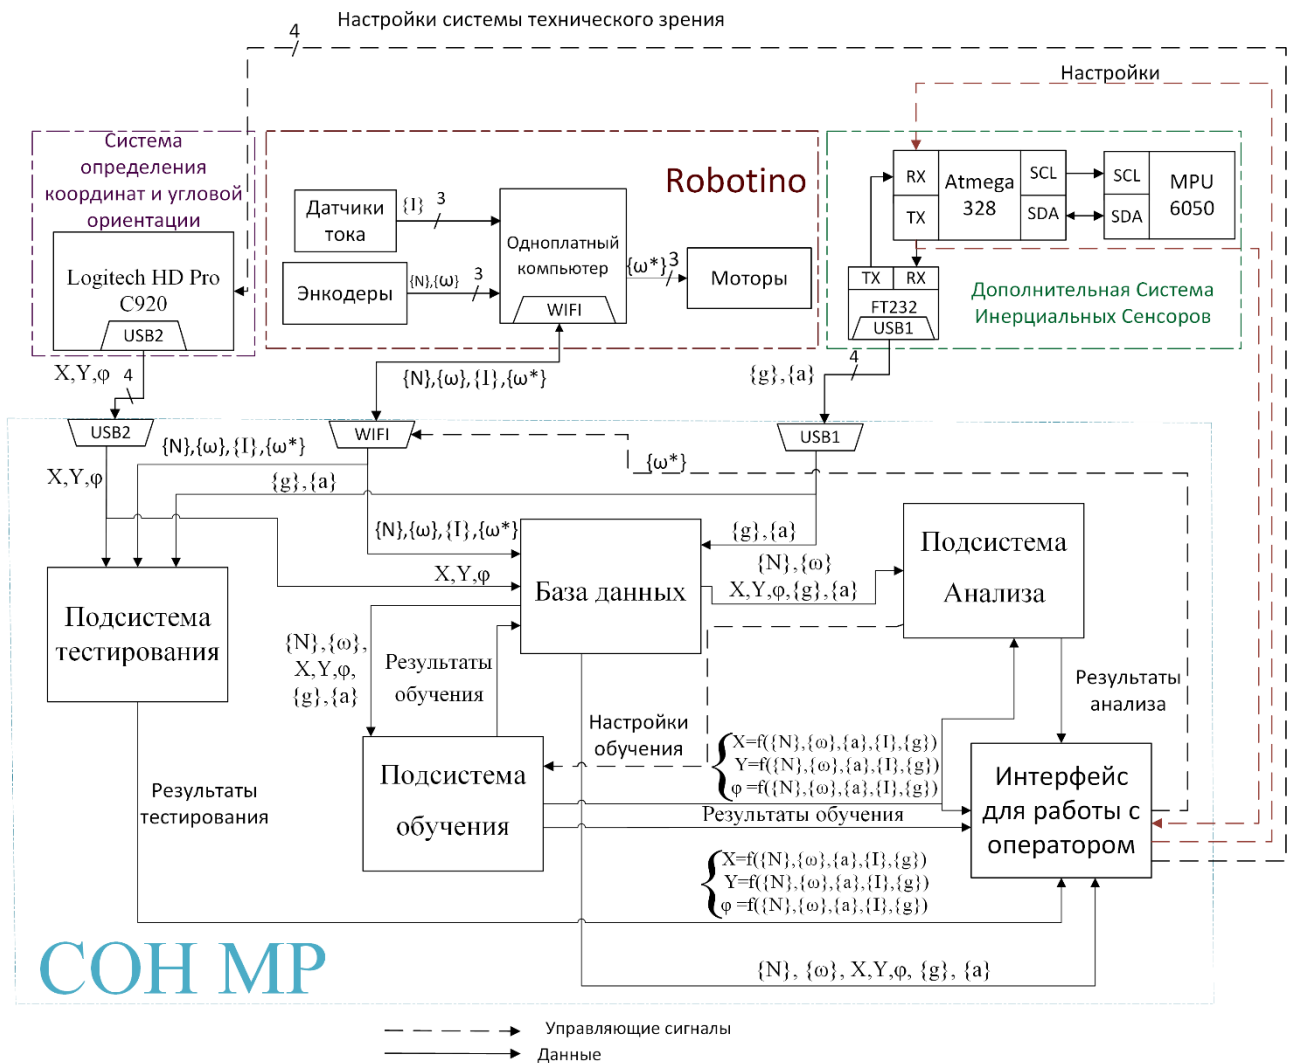 Настройки системы технического зрения
4
Настройки
Система
определения
координат и угловой
ориентации
Logitech HD Pro
C920
USB2
Robotino
Датчики
тока
{I}
3
Энкодеры
{N},{ω}
3
Одноплатный
компьютер
WIFI
{ω*}
3
Моторы
RX
TX
Atmega
328
SCL
SDA
SCL
SDA
MPU
6050
TX
RX
FT232
USB1
Дополнительная Система
Инерциальных Сенсоров
X,Y,φ
4
{N},{ω},{I},{ω*}
{g},{a}
4
USB2
WIFI
USB1
{N},{ω},{I},{ω*}
X,Y,φ
{g},{a}
{ω*}
{N},{ω},{I},{ω*}
{g},{a}
X,Y,φ
База данных
{N},{ω}
X,Y,φ,{g},{a}
Подсистема
Анализа
Подсистема
тестирования
{N},{ω},
X,Y,φ,
{g},{a}
Результаты
обучения
Настройки
обучения
Результаты
анализа
X=f({N},{ω},{a},{I},{g})
Y=f({N},{ω},{a},{I},{g})
φ =f({N},{ω},{a},{I},{g})
Подсистема
обучения
Результаты обучения
Интерфейс
для работы с
оператором
Результаты
тестирования
X=f({N},{ω},{a},{I},{g})
Y=f({N},{ω},{a},{I},{g})
φ =f({N},{ω},{a},{I},{g})
СОН МР
{N}, {ω}, X,Y,φ, {g}, {a}
Управляющие сигналы
Данные